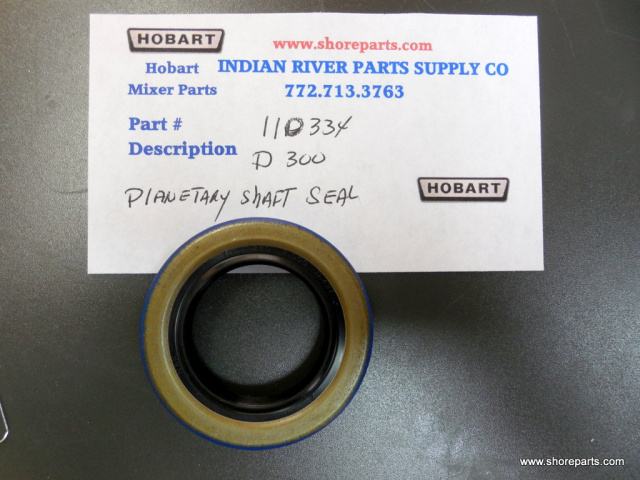 HOBART
www.shoreparts.com
Hobart INDIAN RIVER PARTS SUPPLY CO
Mixer Parts 772.713.3763
Part # 110334
Description D 300
HOBART
PLANETARY SHAFT SEAL
www.shoreparts.com